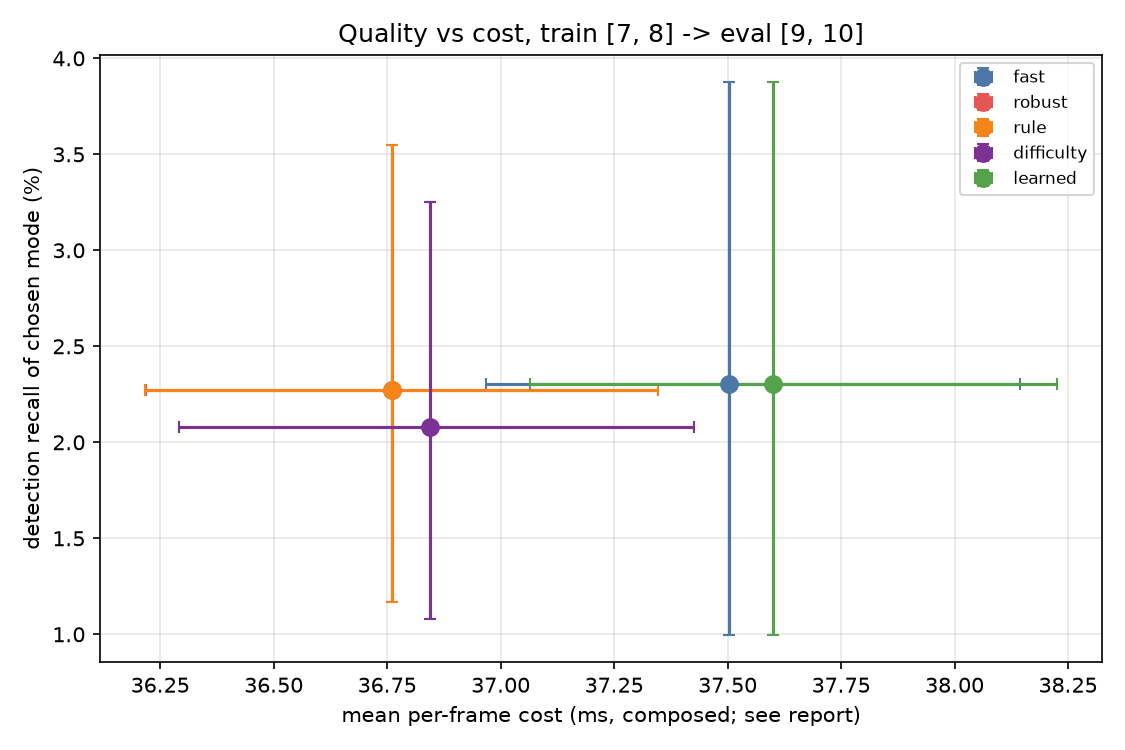 Quality vs cost, train [7, 8] -> eval [9, 10]
4.0
3.5
3.0
2.5
2.0
1.5
1.0
detection recall of chosen mode (%)
fast
robust
rule
difficulty
learned
36.25 36.50 36.75 37.00 37.25 37.50 37.75 38.00 38.25
mean per-frame cost (ms, composed; see report)